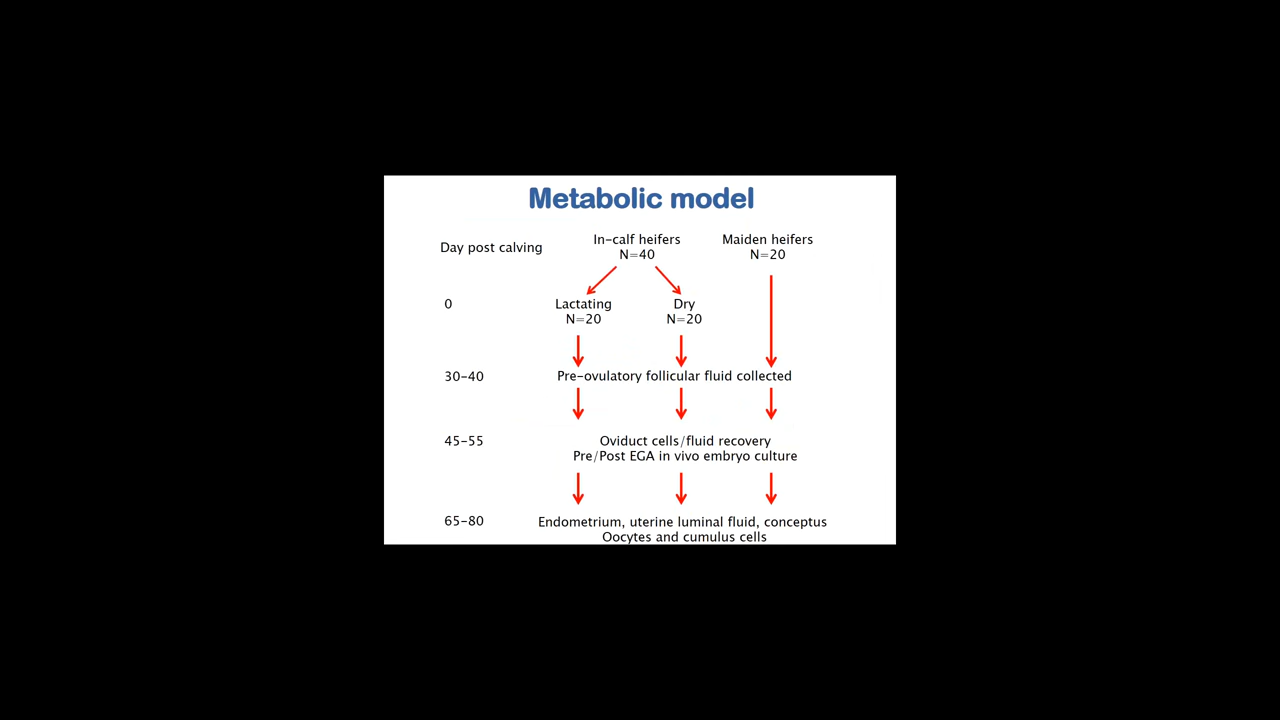 Metabolic model
Day post calving
In-calf heifers
N=40
Maiden heifers
N=20
0
Lactating
N=20
Dry
N=20
30-40
Pre-ovulatory follicular fluid collected
45-55
Oviduct cells/fluid recovery
Pre/Post EGA in vivo embryo culture
65-80
Endometrium, uterine luminal fluid, conceptus
Oocytes and cumulus cells